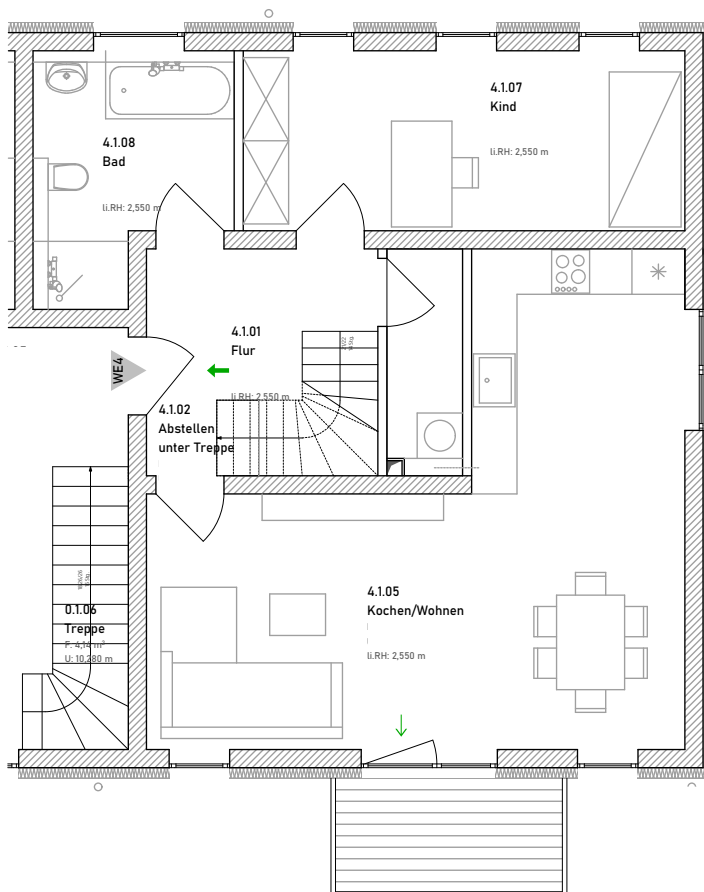 4.1.07
Kind
li.RH: 2,550 m
4.1.08
Bad
li.RH: 2,550 m
4.1.01
Flur
li.RH: 2,550 m
WE4
4.1.02
Abstellen
unter Treppe
4.1.05
Kochen/Wohnen
li.RH: 2,550 m
0.1.06
Treppe
F: 4,14 m²
U: 10,280 m